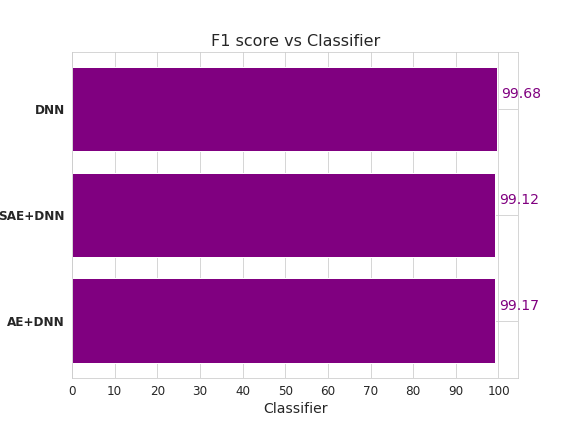 F1 score vs Classifier
DNN
99.68
SAE+DNN
99.12
AE+DNN
99.17
0 10 20 30 40 50 60 70 80 90 100
Classifier